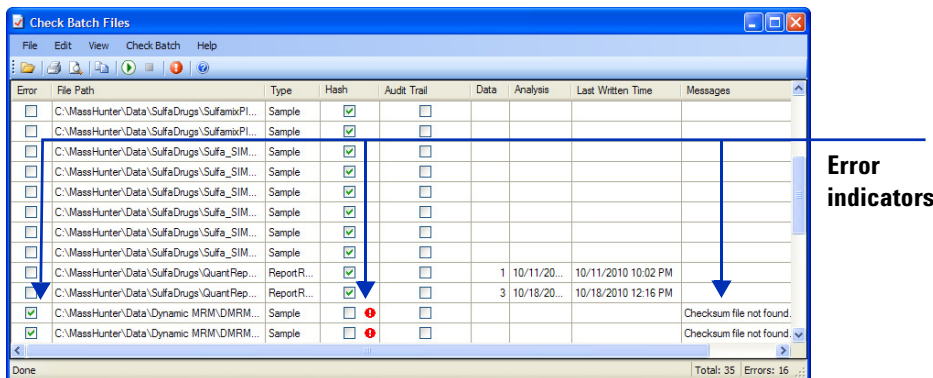 Check Batch Files
File Edit View Check Batch Help
Error File Path Type Hash Audit Trail Data Analysis Last Written Time Messages
C:\MassHunter\Data\SulfaDrugs\SulfamixPl... Sample
C:\MassHunter\Data\SulfaDrugs\SulfamixPl... Sample
C:\MassHunter\Data\SulfaDrugs\Sulfa_SIM... Sample
C:\MassHunter\Data\SulfaDrugs\Sulfa_SIM... Sample
C:\MassHunter\Data\SulfaDrugs\Sulfa_SIM... Sample
C:\MassHunter\Data\SulfaDrugs\Sulfa_SIM... Sample
C:\MassHunter\Data\SulfaDrugs\Sulfa_SIM... Sample
C:\MassHunter\Data\SulfaDrugs\Sulfa_SIM... Sample
C:\MassHunter\Data\SulfaDrugs\QuantRep... ReportR... 1 10/11/20... 10/11/2010 10:02 PM
C:\MassHunter\Data\SulfaDrugs\QuantRep... ReportR... 3 10/18/20... 10/18/2010 12:16 PM
C:\MassHunter\Data\Dynamic MRM\DMRM... Sample Checksum file not found.
C:\MassHunter\Data\Dynamic MRM\DMRM... Sample Checksum file not found.
Done Total: 35 Errors: 16
Error
indicators